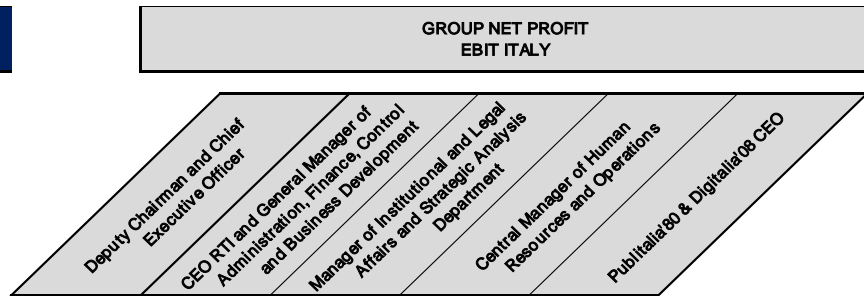 GROUP NET PROFIT
EBIT ITALY
Deputy Chairman and Chief
Executive Officer
CEO RTI and General Manager of
Administration, Finance, Control
and Business Development
Manager of Institutional and Legal
Affairs and Strategic Analysis
Department
Central Manager of Human
Resources and Operations
Publitalia'80 & Digitalia'08 CEO